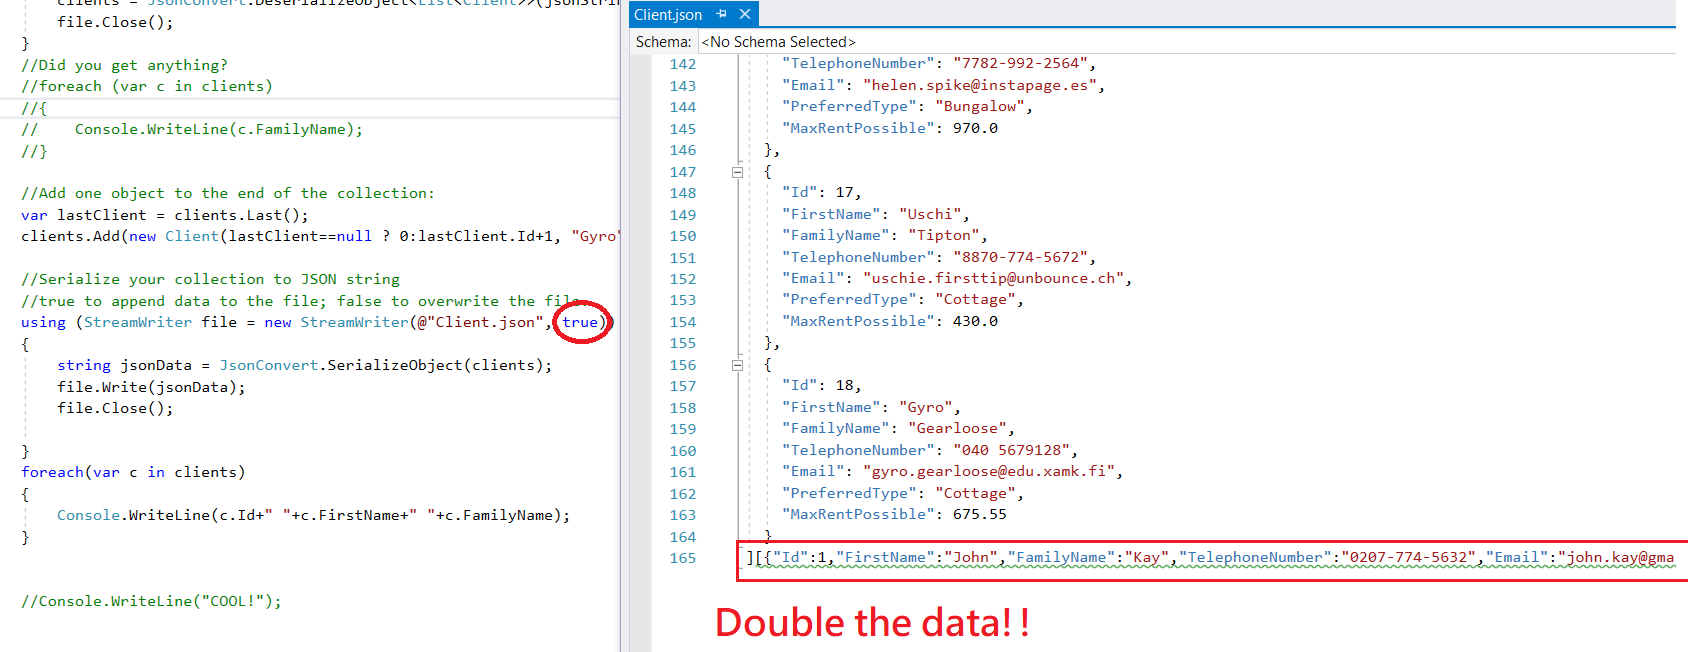 clients = JsonConvert.DeserializeObject<List<Client>>(jsonStrin
file.Close();
}
//Did you get anything?
//foreach (var c in clients)
//{
//    Console.WriteLine(c.FamilyName);
//}
//Add one object to the end of the collection:
var lastClient = clients.Last();
clients.Add(new Client(lastClient==null ? 0:lastClient.Id+1, "Gyro"
//Serialize your collection to JSON string
//true to append data to the file; false to overwrite the file
using (StreamWriter file = new StreamWriter(@"Client.json", true))
{
string jsonData = JsonConvert.SerializeObject(clients);
file.Write(jsonData);
file.Close();
}
foreach(var c in clients)
{
Console.WriteLine(c.Id+" "+c.FirstName+" "+c.FamilyName);
}
//Console.WriteLine("COOL!");
Client.json
Schema: <No Schema Selected>
142 "TelephoneNumber": "7782-992-2564",
143 "Email": "helen.spike@instapage.es",
144 "PreferredType": "Bungalow",
145 "MaxRentPossible": 970.0
146 },
147 {
148 "Id": 17,
149 "FirstName": "Uschi",
150 "FamilyName": "Tipton",
151 "TelephoneNumber": "8870-774-5672",
152 "Email": "uschie.firsttip@unbounce.ch",
153 "PreferredType": "Cottage",
154 "MaxRentPossible": 430.0
155 },
156 {
157 "Id": 18,
158 "FirstName": "Gyro",
159 "FamilyName": "Gearloose",
160 "TelephoneNumber": "040 5679128",
161 "Email": "gyro.gearloose@edu.xamk.fi",
162 "PreferredType": "Cottage",
163 "MaxRentPossible": 675.55
164 }
165 ][{"Id":1,"FirstName":"John","FamilyName":"Kay","TelephoneNumber":"0207-774-5632","Email":"john.kay@gma
Double the data!!